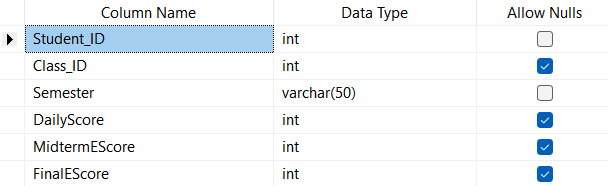 Column Name Data Type Allow Nulls
Student_ID int
Class_ID int
Semester varchar(50)
DailyScore int
MidtermEScore int
FinalEScore int